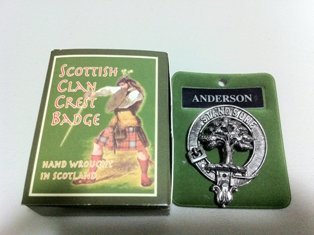 SCOTTISH
CLAN
CREST
BADGE
HAND WROUGHT
IN SCOTLAND
ANDERSON
STAND SURE